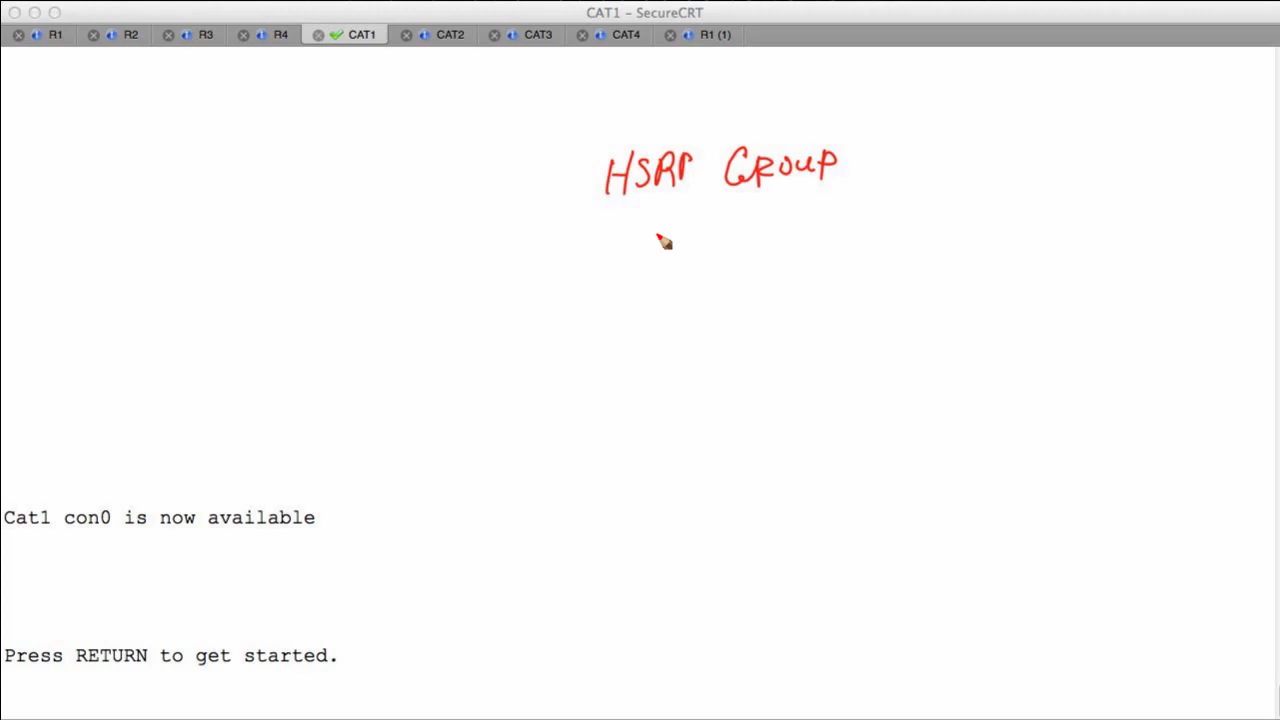 CAT1 – SecureCRT
R1 R2 R3 R4 CAT1 CAT2 CAT3 CAT4 R1 (1)
HSRP GROUP
Cat1 con0 is now available
Press RETURN to get started.